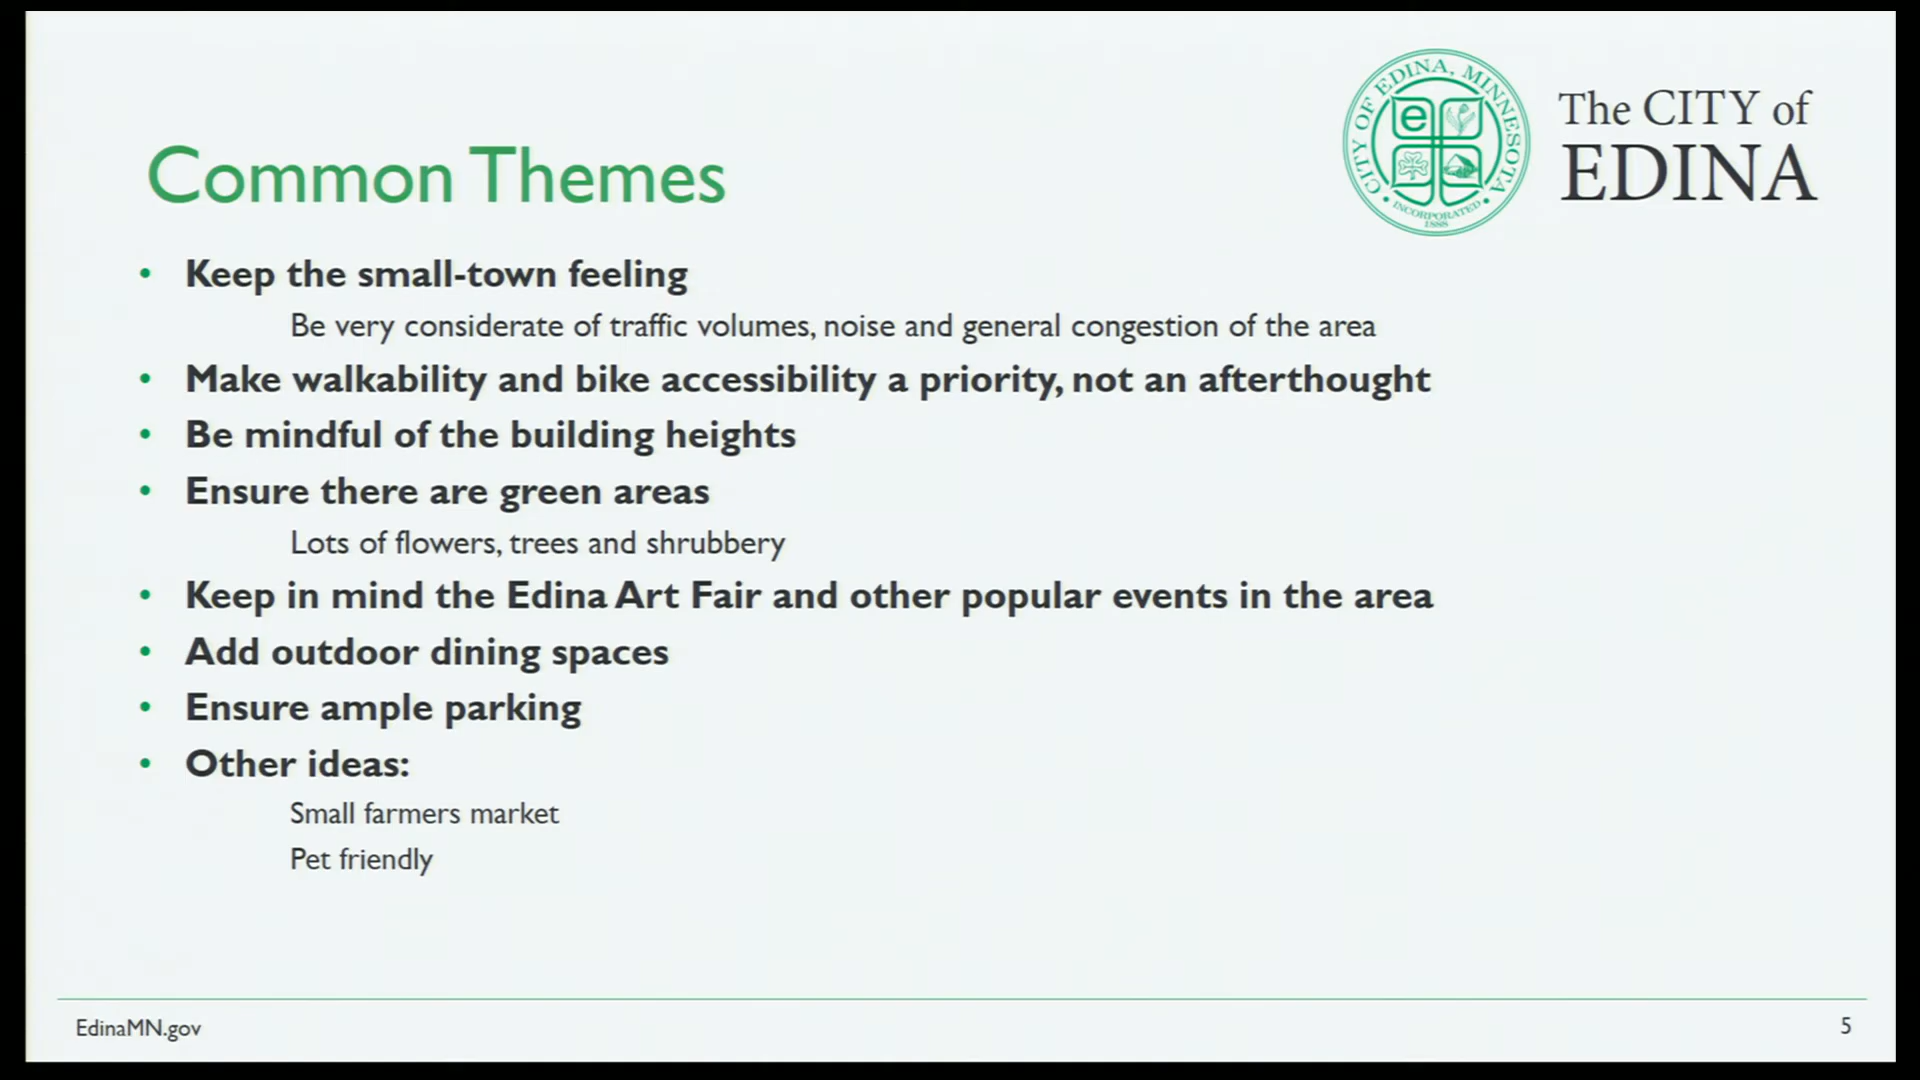 CITY OF EDINA, MINNESOTA
e
INCORPORATED
1888
The CITY of
EDINA
Common Themes
• Keep the small-town feeling
Be very considerate of traffic volumes, noise and general congestion of the area
• Make walkability and bike accessibility a priority, not an afterthought
• Be mindful of the building heights
• Ensure there are green areas
Lots of flowers, trees and shrubbery
• Keep in mind the Edina Art Fair and other popular events in the area
• Add outdoor dining spaces
• Ensure ample parking
• Other ideas:
Small farmers market
Pet friendly
EdinaMN.gov
5